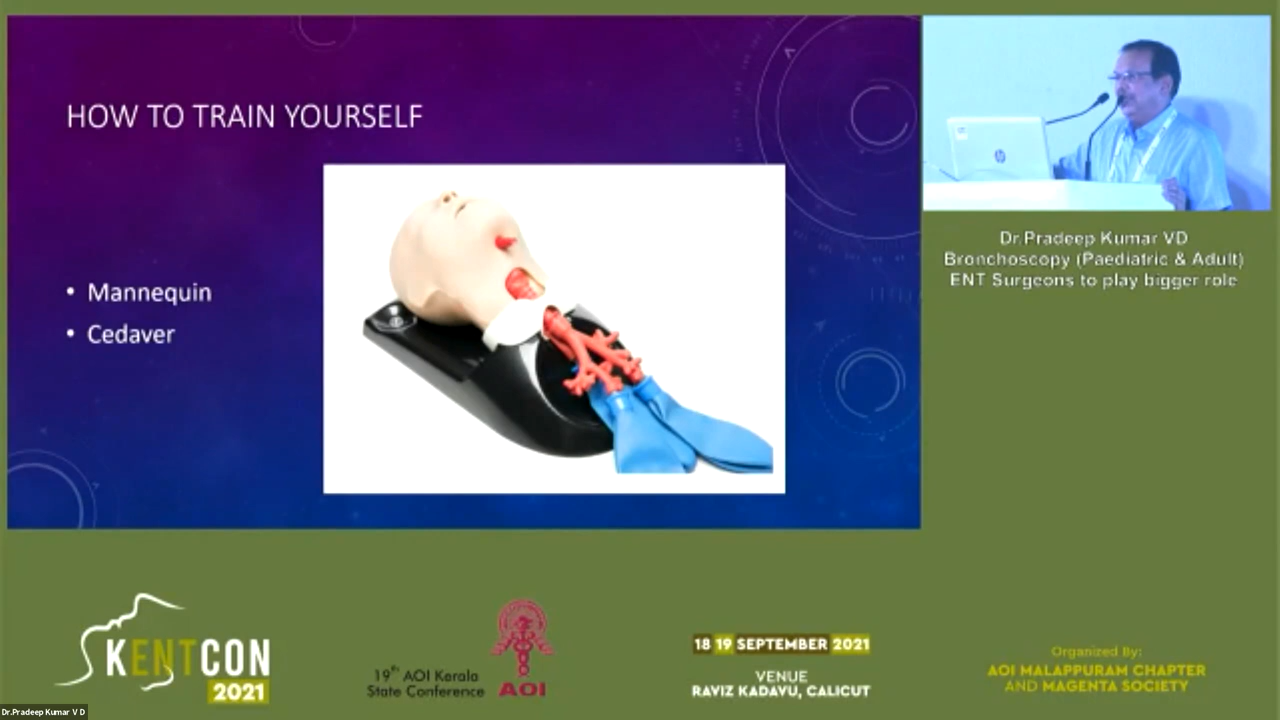 HOW TO TRAIN YOURSELF
• Mannequin
• Cedaver
Dr.Pradeep Kumar VD
Bronchoscopy (Paediatric & Adult)
ENT Surgeons to play bigger role
KENTCON
2021
19th AOI Kerala
State Conference
AOI
18 19 SEPTEMBER 2021
VENUE
RAVIZ KADAVU, CALICUT
Organized By:
AOI MALAPPURAM CHAPTER
AND MAGENTA SOCIETY
Dr.Pradeep Kumar V D
hp